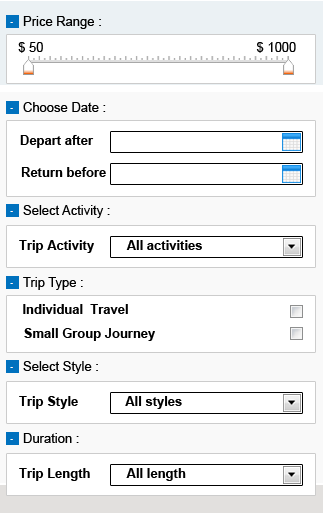 - Price Range :
$ 50 $ 1000
- Choose Date :
Depart after
Return before
- Select Activity :
Trip Activity All activities
- Trip Type :
Individual Travel
Small Group Journey
- Select Style :
Trip Style All styles
- Duration :
Trip Length All length